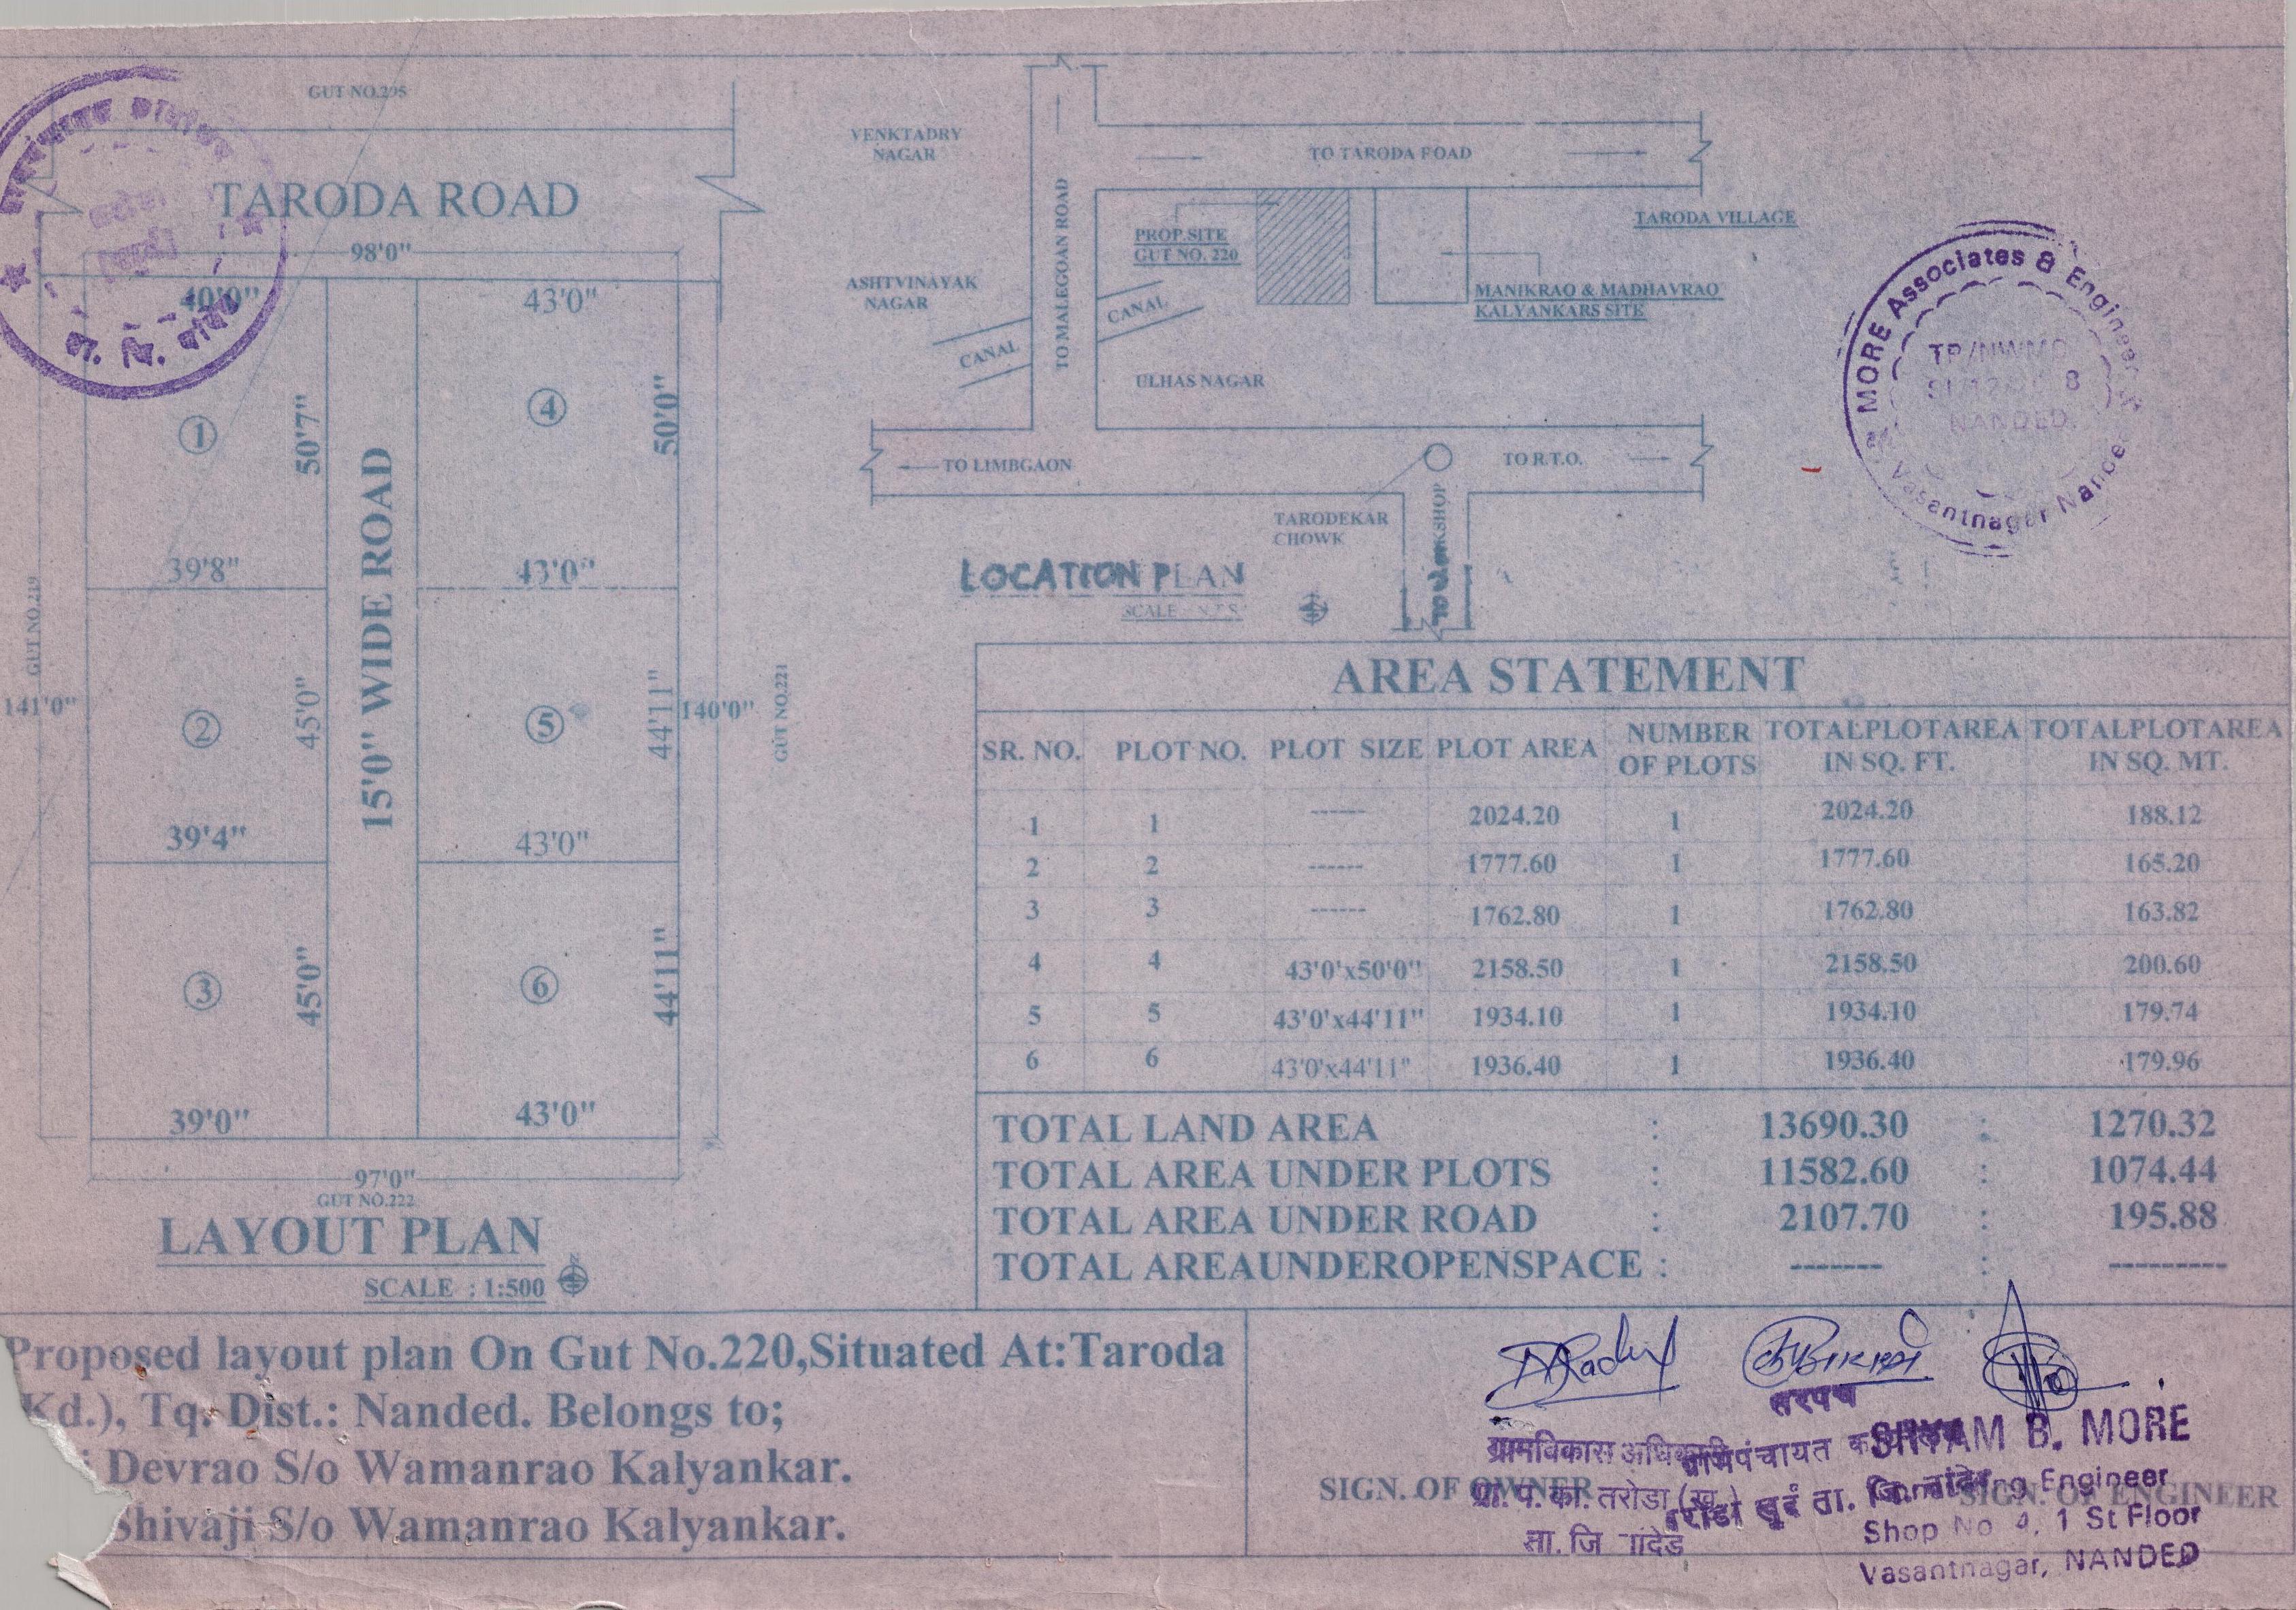 GUT NO.295
TARODA ROAD
98'0"
40'0"
43'0"
1
50'7"
4
50'0"
15'0" WIDE ROAD
39'8"
43'0"
GUT NO.219
141'0"
2
45'0"
5
44'11"
140'0"
GUT NO.221
39'4"
43'0"
3
45'0"
6
44'11"
39'0"
43'0"
97'0"
GUT NO.222
LAYOUT PLAN
SCALE : 1:500
N
VENKTADRY
NAGAR
TO TARODA ROAD
TO MALEGOAN ROAD
PROP.SITE
GUT NO. 220
TARODA VILLAGE
ASHTVINAYAK
NAGAR
MANIKRAO & MADHAVRAO
KALYANKARS SITE
CANAL
CANAL
ULHAS NAGAR
TO LIMBGAON
TO R.T.O.
TARODEKAR
CHOWK
LOCATION PLAN
SCALE N.T.S
MORE Associates & Engineers
TP/NWMC
NANDED
Vasantnagar Nanded
AREA STATEMENT
SR. NO. PLOT NO. PLOT SIZE PLOT AREA NUMBER OF PLOTS TOTALPLOTAREA IN SQ. FT. TOTALPLOTAREA IN SQ. MT.
1 1 ------ 2024.20 1 2024.20 188.12
2 2 ------ 1777.60 1 1777.60 165.20
3 3 ------ 1762.80 1 1762.80 163.82
4 4 43'0'x50'0" 2158.50 1 2158.50 200.60
5 5 43'0'x44'11" 1934.10 1 1934.10 179.74
6 6 43'0'x44'11" 1936.40 1 1936.40 179.96
TOTAL LAND AREA : 13690.30 : 1270.32
TOTAL AREA UNDER PLOTS : 11582.60 : 1074.44
TOTAL AREA UNDER ROAD : 2107.70 : 195.88
TOTAL AREAUNDEROPENSPACE : ------- : ---------
Proposed layout plan On Gut No.220,Situated At:Taroda
Kd.), Tq. Dist.: Nanded. Belongs to;
Devrao S/o Wamanrao Kalyankar.
Shivaji S/o Wamanrao Kalyankar.
SIGN. OF OWNER
SIGN. OF ENGINEER
ग्रामविकास अधिकारी
ग्रा. पं. का. तरोडा (खु.)
ता. जि. नांदेड
सरपंच
ग्रामपंचायत कार्यालय
तरोडा खुर्द ता. जि. नांदेड
SHYAM B. MORE
Consulting Engineer
Shop No 4, 1 St Floor
Vasantnagar, NANDED